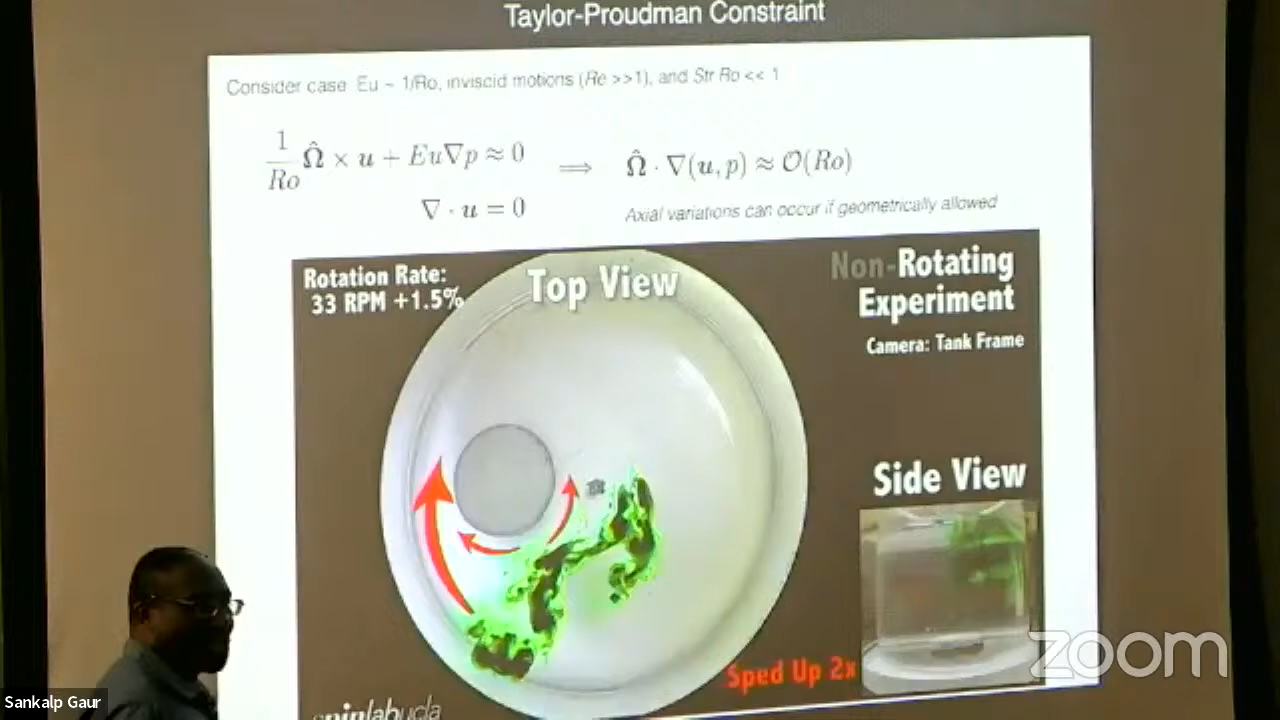 Taylor-Proudman Constraint
Consider case Eu ~ 1/Ro, inviscid motions (Re >>1), and Str Ro << 1
1/Ro Ω̂ × u + Eu∇p ≈ 0 ⟹ Ω̂ · ∇(u, p) ≈ O(Ro)
∇ · u = 0
Axial variations can occur if geometrically allowed
Rotation Rate:
33 RPM +1.5%
Top View
Non-Rotating
Experiment
Camera: Tank Frame
Side View
Sped Up 2x
spinlabucla
zoom
Sankalp Gaur